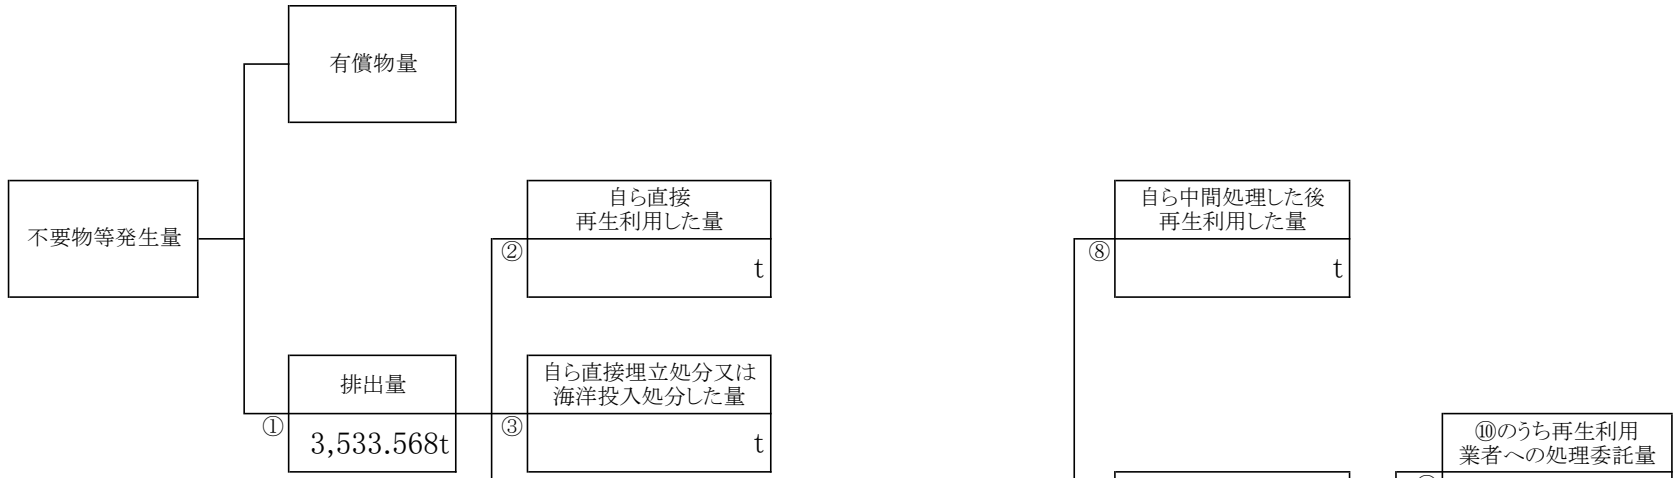 有償物量
不要物等発生量
自ら直接
再生利用した量
②
t
自ら中間処理した後
再生利用した量
⑧
t
排出量
①
3,533.568t
自ら直接埋立処分又は
海洋投入処分した量
③
t
⑩のうち再生利用
業者への処理委託量